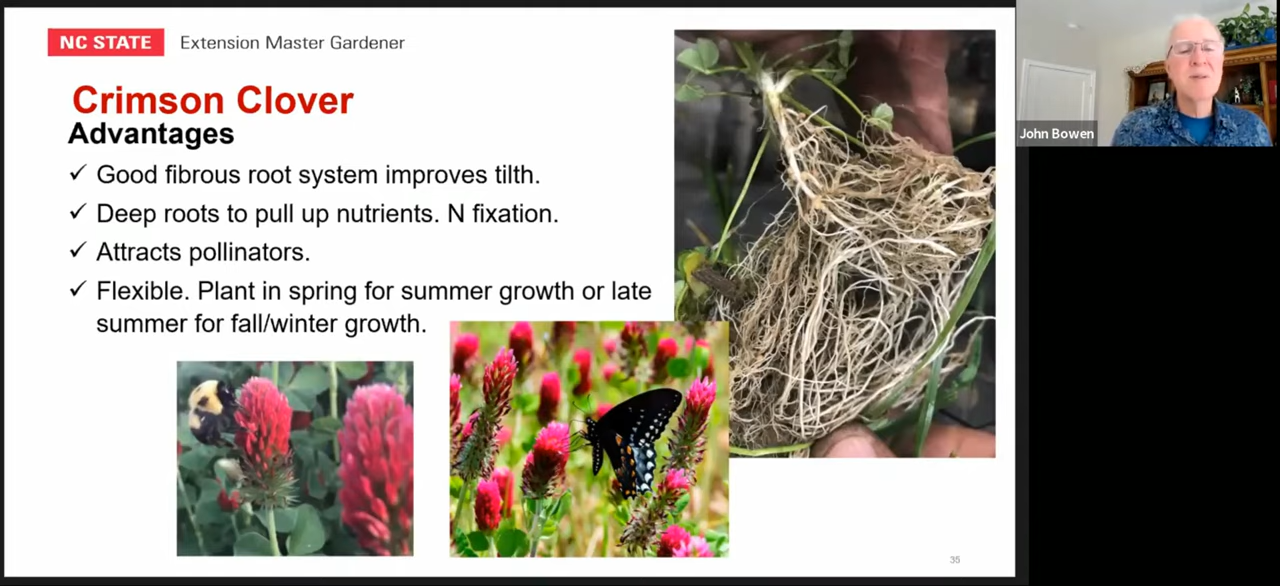 NC STATE Extension Master Gardener
Crimson Clover
Advantages
✓ Good fibrous root system improves tilth.
✓ Deep roots to pull up nutrients. N fixation.
✓ Attracts pollinators.
✓ Flexible. Plant in spring for summer growth or late
summer for fall/winter growth.
John Bowen
35